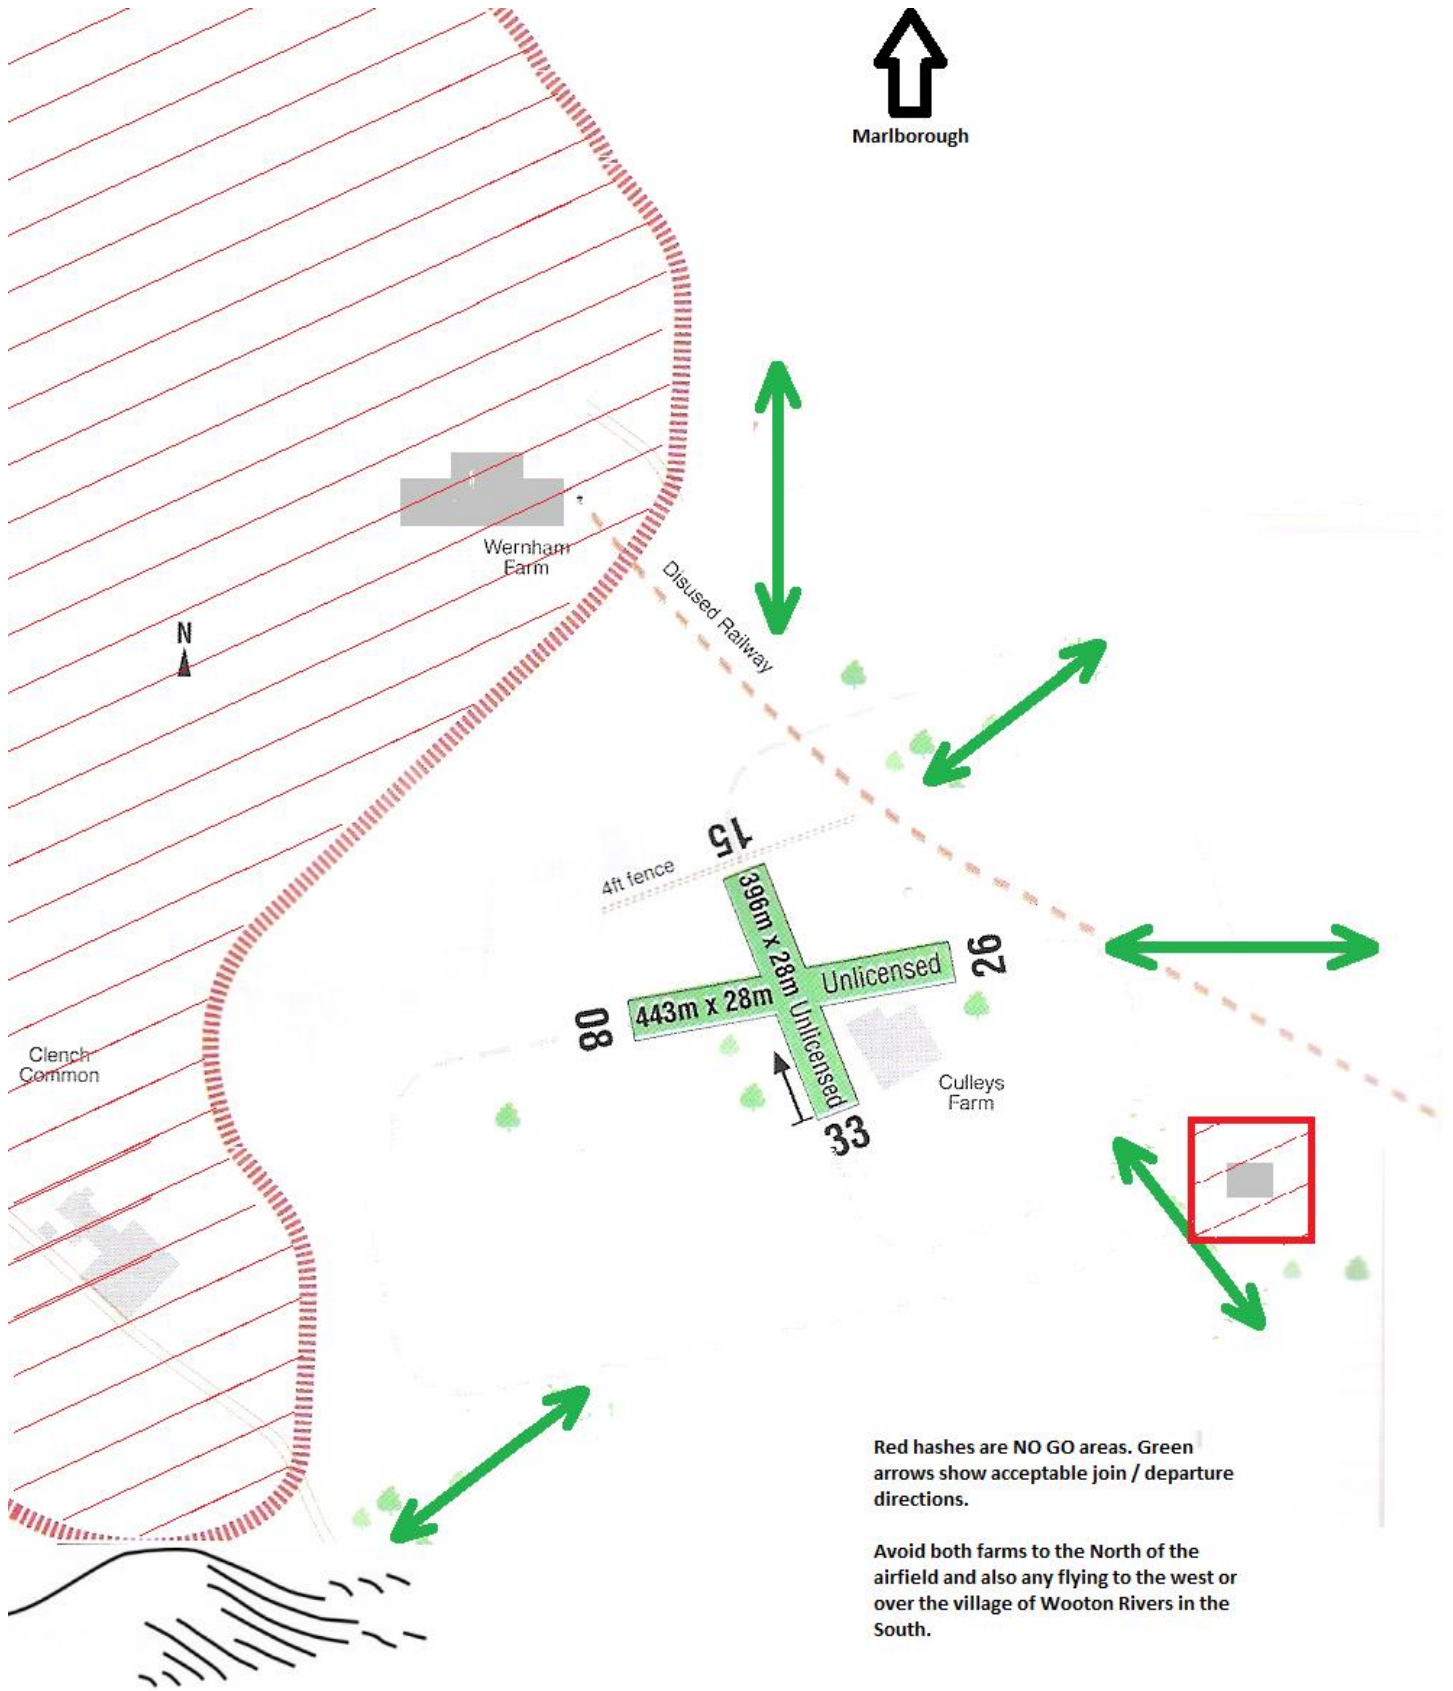 Marlborough
Wernham
Farm
Disused Railway
N
15
4ft fence
396m x 28m Unlicensed
26
443m x 28m Unlicensed
08
Clench
Common
Culleys
Farm
33
Red hashes are NO GO areas. Green
arrows show acceptable join / departure
directions.
Avoid both farms to the North of the
airfield and also any flying to the west or
over the village of Wooton Rivers in the
South.